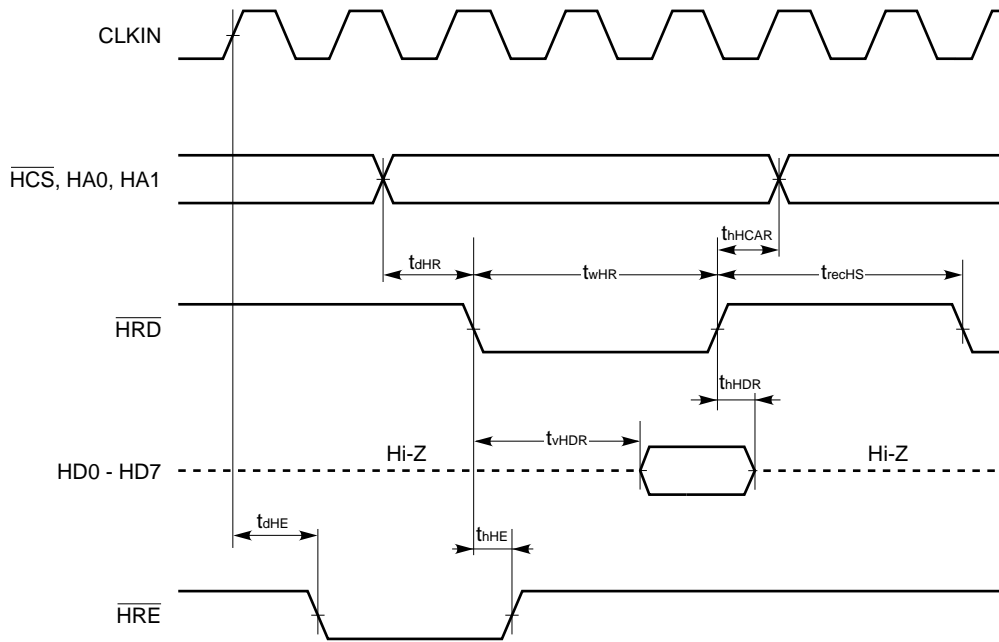 CLKIN
HCS, HA0, HA1
thHCAR
tdHR
twHR
trecHS
HRD
thHDR
tvHDR
Hi-Z
Hi-Z
HD0 - HD7
tdHE
thHE
HRE